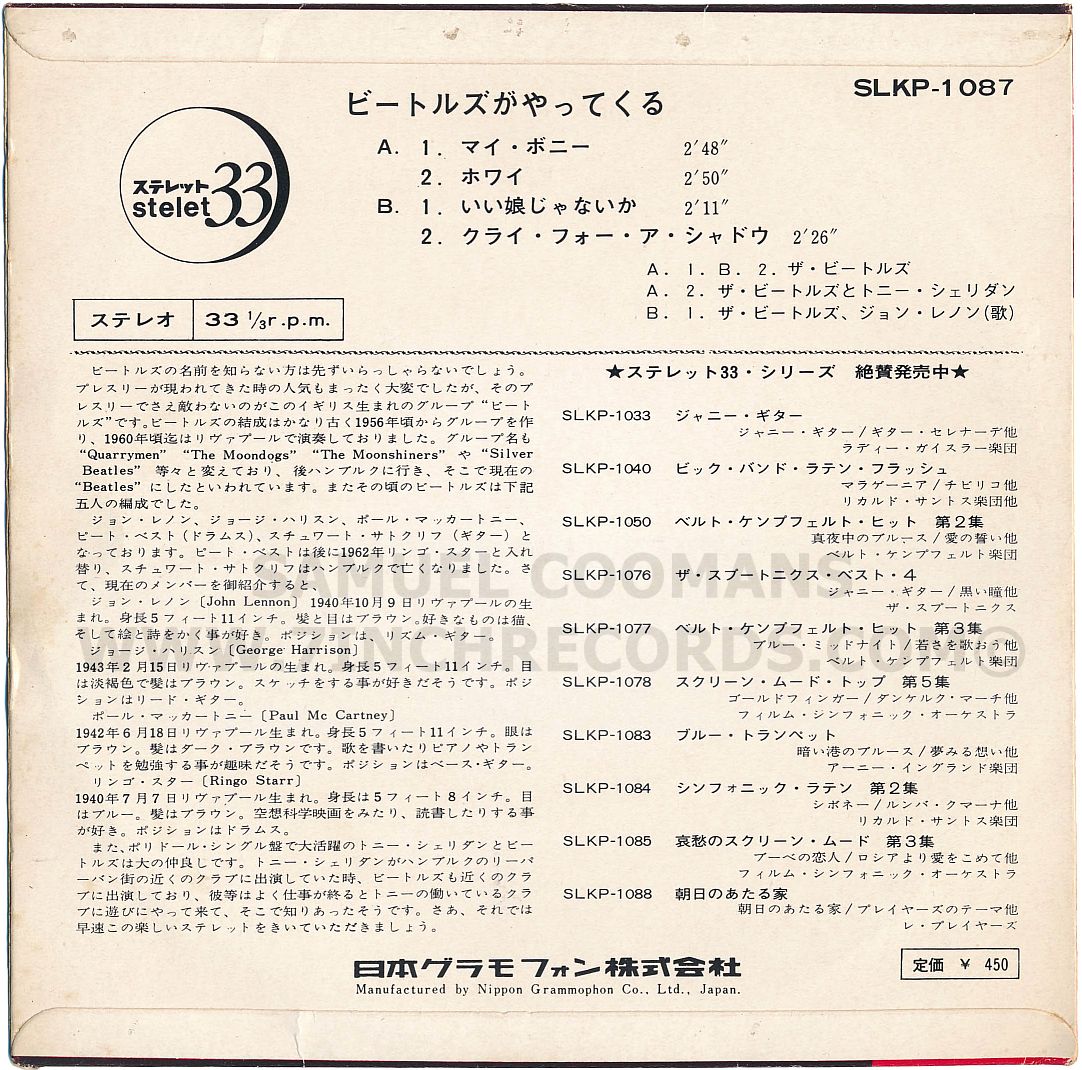 SLKP-1087
ステレット
stelet 33
ビートルズがやってくる
A. 1. マイ・ボニー 2′48″
2. ホワイ 2′50″
B. 1. いい娘じゃないか 2′11″
2. クライ・フォー・ア・シャドウ 2′26″
A. 1. B. 2. ザ・ビートルズ
A. 2. ザ・ビートルズとトニー・シェリダン
B. 1. ザ・ビートルズ、ジョン・レノン(歌)
ステレオ 33 1/3 r.p.m.
ビートルズの名前を知らない方は先ずいらっしゃらないでしょう。
プレスリーが現われてきた時の人気もまったく大変でしたが、そのプ
レスリーでさえ敵わないのがこのイギリス生まれのグループ“ビート
ルズ”です。ビートルズの結成はかなり古く1956年頃からグループを作
り、1960年頃迄はリヴァプールで演奏しておりました。グループ名も
“Quarrymen” “The Moondogs” “The Moonshiners” や “Silver
Beatles” 等々と変えており、後ハンブルクに行き、そこで現在の
“Beatles” にしたといわれています。またその頃のビートルズは下記
五人の編成でした。
ジョン・レノン、ジョージ・ハリスン、ポール・マッカートニー、
ピート・ベスト(ドラムス)、スチュワート・サトクリフ(ギター)と
なっております。ピート・ベストは後に1962年リンゴ・スターと入れ
替り、スチュワート・サトクリフはハンブルクで亡くなりました。さ
て、現在のメンバーを御紹介すると、
ジョン・レノン〔John Lennon〕1940年10月9日リヴァプールの生
まれ。身長5フィート11インチ。髪と目はブラウン。好きなものは猫、
そして絵と詩をかく事が好き。ポジションは、リズム・ギター。
ジョージ・ハリスン〔George Harrison〕
1943年2月15日リヴァプールの生まれ。身長5フィート11インチ。目
は淡褐色で髪はブラウン。スケッチをする事が好きだそうです。ポジ
ションはリード・ギター。
ポール・マッカートニー〔Paul Mc Cartney〕
1942年6月18日リヴァプール生まれ。身長5フィート11インチ。眼は
ブラウン。髪はダーク・ブラウンです。歌を書いたりピアノやトラン
ペットを勉強する事が趣味だそうです。ポジションはベース・ギター。
リンゴ・スター〔Ringo Starr〕
1940年7月7日リヴァプール生まれ。身長は5フィート8インチ。目
はブルー。髪はブラウン。空想科学映画をみたり、読書したりする事
が好き。ポジションはドラムス。
また、ポリドール・シングル盤で大活躍のトニー・シェリダンとビー
トルズは大の仲良しです。トニー・シェリダンがハンブルクのリーパ
ーバン街の近くのクラブに出演していた時、ビートルズも近くのクラ
ブに出演しており、彼等はよく仕事が終るとトニーの働いているクラ
ブに遊びにやって来て、そこで知りあったそうです。さあ、それでは
早速この楽しいステレットをきいていただきましょう。
★ステレット33・シリーズ 絶賛発売中★
SLKP-1033 ジャニー・ギター
ジャニー・ギター/ギター・セレナーデ他
ラディー・ガイスラー楽団
SLKP-1040 ビック・バンド・ラテン・フラッシュ
マラゲーニア/チビリコ他
リカルド・サントス楽団他
SLKP-1050 ベルト・ケンプフェルト・ヒット 第2集
真夜中のブルース/愛の誓い他
ベルト・ケンプフェルト楽団
SLKP-1076 ザ・スプートニクス・ベスト・4
ジャニー・ギター/黒い瞳他
ザ・スプートニクス
SLKP-1077 ベルト・ケンプフェルト・ヒット 第3集
ブルー・ミッドナイト/若さを歌おう他
ベルト・ケンプフェルト楽団
SLKP-1078 スクリーン・ムード・トップ 第5集
ゴールドフィンガー/ダンケルク・マーチ他
フィルム・シンフォニック・オーケストラ
SLKP-1083 ブルー・トランペット
暗い港のブルース/夢みる想い他
アーニー・イングランド楽団
SLKP-1084 シンフォニック・ラテン 第2集
シボネー/ルンバ・クマーナ他
リカルド・サントス楽団
SLKP-1085 哀愁のスクリーン・ムード 第3集
ブーベの恋人/ロシアより愛をこめて他
フィルム・シンフォニック・オーケストラ
SLKP-1088 朝日のあたる家
朝日のあたる家/プレイヤーズのテーマ他
レ・プレイヤーズ
SAMUEL COOMANS
日本グラモフォン株式会社
Manufactured by Nippon Grammophon Co., Ltd., Japan.
定価 ¥ 450